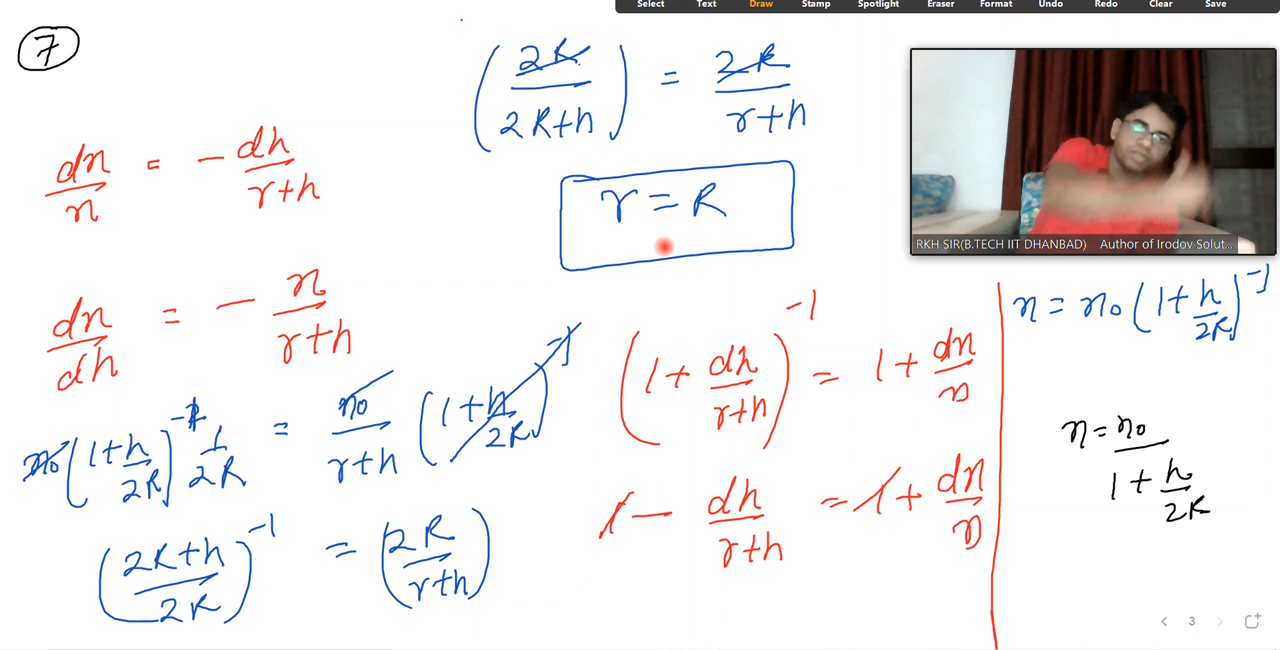 Select Text Draw Stamp Spotlight Eraser Format Undo Redo Clear Save
7
(2R/(2R+h)) = 2R/(r+h)
dn/n = - dh/(r+h)
r = R
RKH SIR(B.TECH IIT DHANBAD) Author of Irodov Solut...
dn/dh = - n/(r+h)
(1 + dh/(r+h))^-1 = 1 + dn/n
n = n0 (1 + h/2R)^-1
n0 (1 + h/2R)^-1 1/2R = n0/(r+h) (1 + h/2R)^-1
n = n0/(1 + h/2R)
1 - dh/(r+h) = 1 + dn/n
((2R+h)/2R)^-1 = (2R/(r+h))
< 3 >